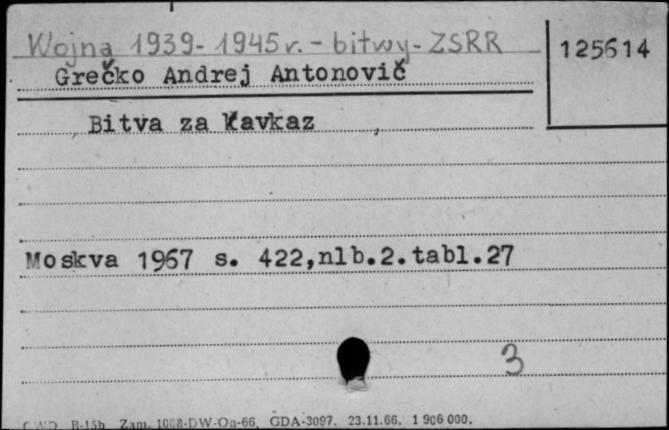 Wojna 1939-1945 r. - bitwy - ZSRR
125614
Grečko Andrej Antonovič
Bitva za Kavkaz
Moskva 1967 s. 422,nlb.2.tabl.27
3
B-15b Zam. 1008-DW-On-66, GDA-3097. 23.11.66. 1 906 000.